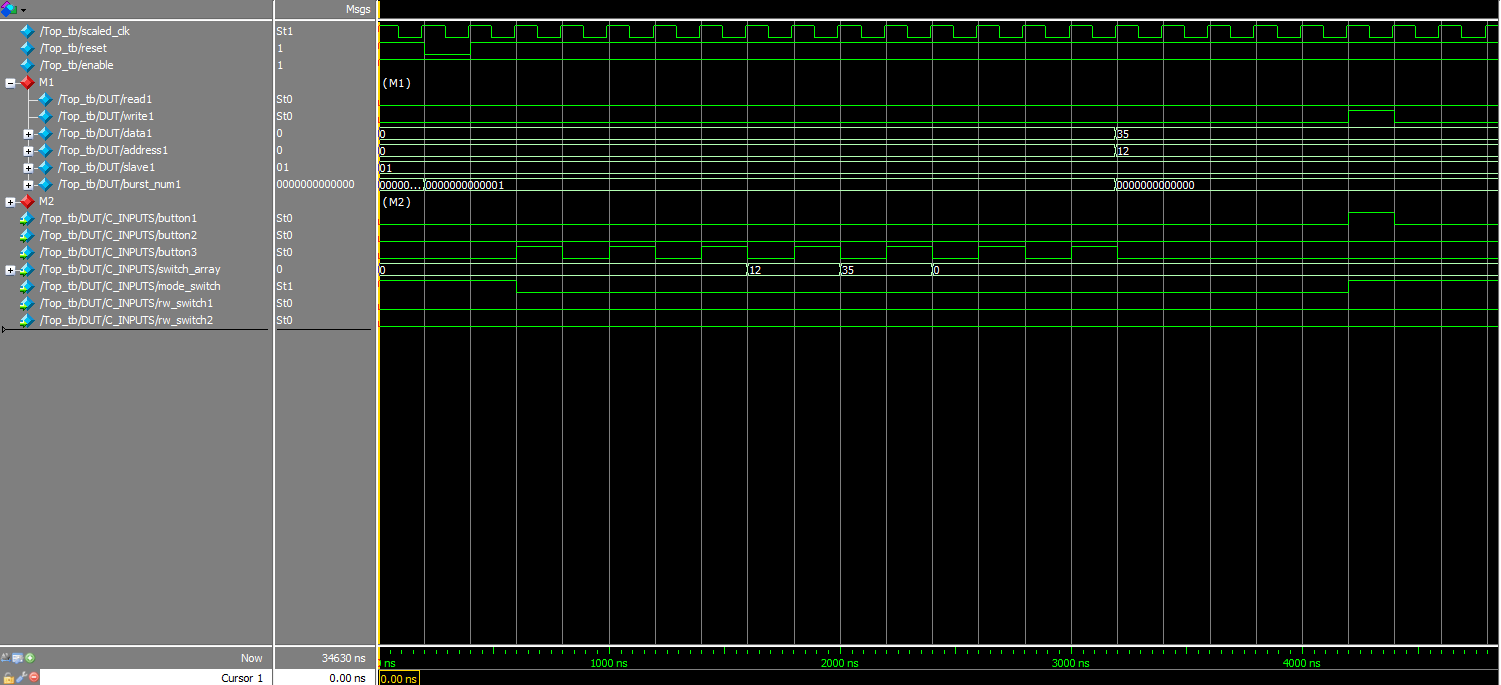 Msgs
/Top_tb/scaled_clk St1
/Top_tb/reset 1
/Top_tb/enable 1
M1 (M1)
/Top_tb/DUT/read1 St0
/Top_tb/DUT/write1 St0
/Top_tb/DUT/data1 0 0 35
/Top_tb/DUT/address1 0 0 12
/Top_tb/DUT/slave1 01 01
/Top_tb/DUT/burst_num1 0000000000000 00000... 0000000000001 0000000000000
M2 (M2)
/Top_tb/DUT/C_INPUTS/button1 St0
/Top_tb/DUT/C_INPUTS/button2 St0
/Top_tb/DUT/C_INPUTS/button3 St0
/Top_tb/DUT/C_INPUTS/switch_array 0 0 12 35 0
/Top_tb/DUT/C_INPUTS/mode_switch St1
/Top_tb/DUT/C_INPUTS/rw_switch1 St0
/Top_tb/DUT/C_INPUTS/rw_switch2 St0
Now 34630 ns ns 1000 ns 2000 ns 3000 ns 4000 ns
Cursor 1 0.00 ns 0.00 ns